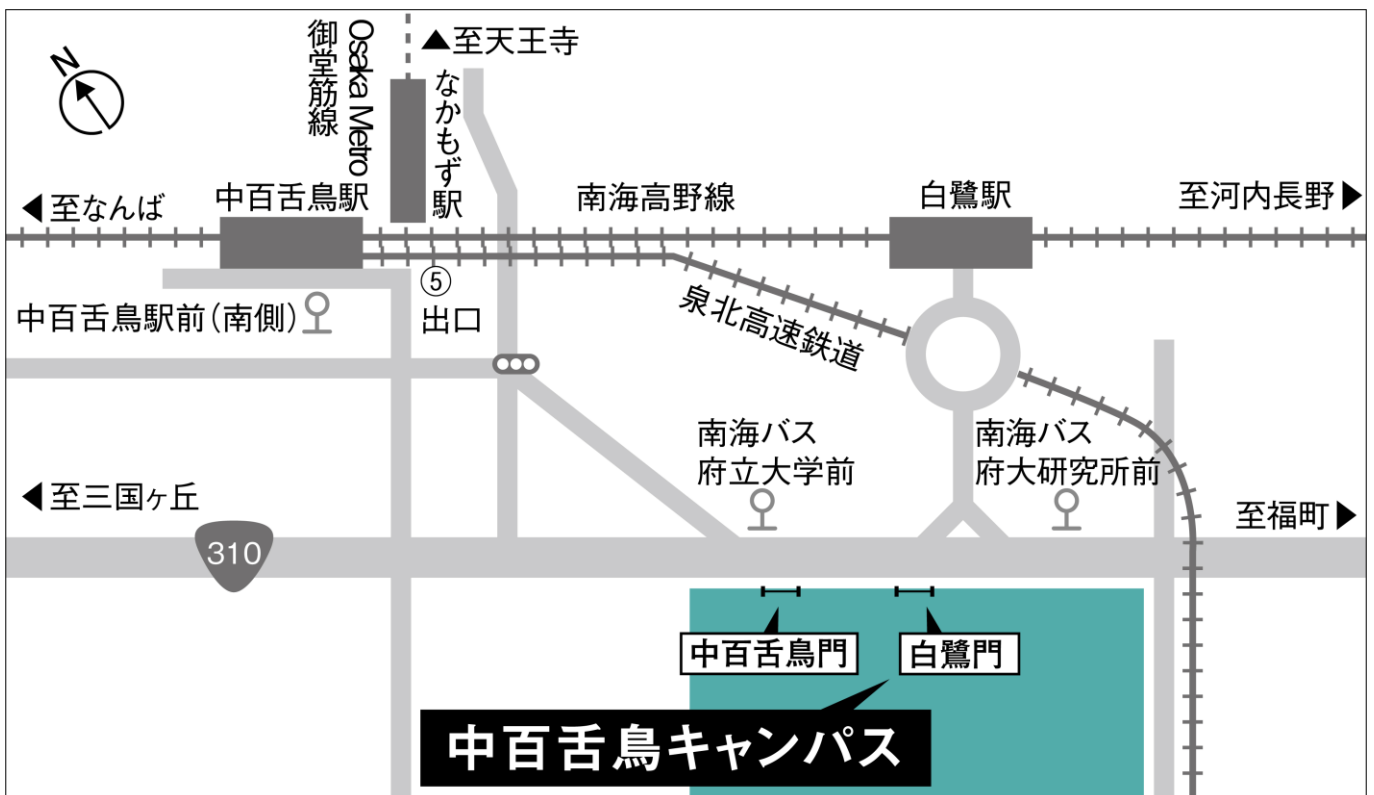 N
Osaka Metro
御堂筋線
▲至天王寺
なかもず駅
◀至なんば
中百舌鳥駅
南海高野線
白鷺駅
至河内長野▶
⑤
出口
中百舌鳥駅前(南側)
泉北高速鉄道
南海バス
府立大学前
南海バス
府大研究所前
◀至三国ヶ丘
至福町▶
310
中百舌鳥門
白鷺門
中百舌鳥キャンパス